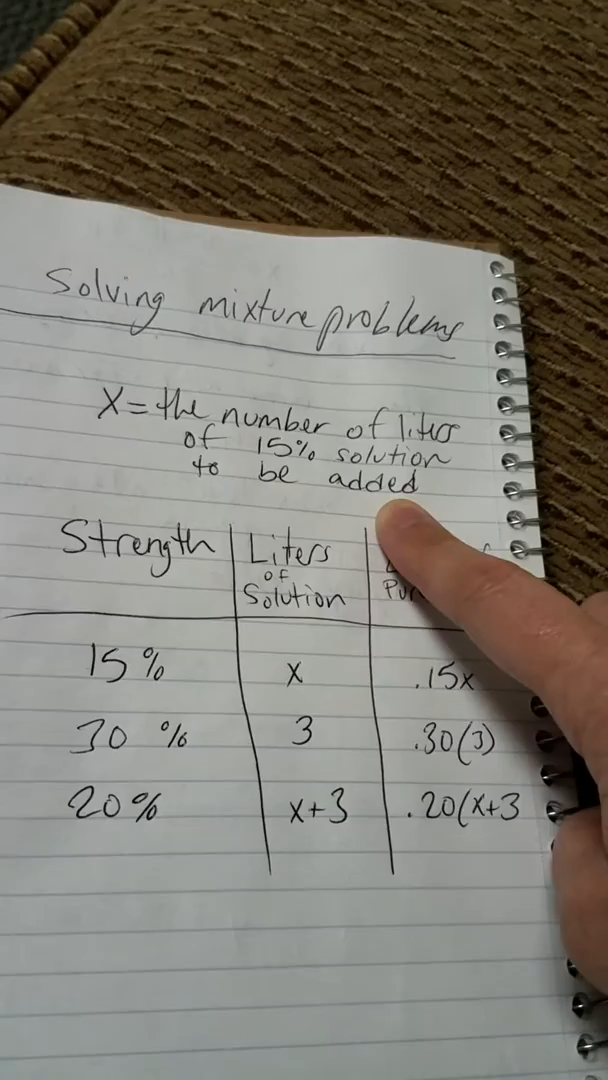 Solving mixture problems
X = the number of liters
of 15% solution
to be added
Strength
Liters
of
Solution
15% x .15x
30 % 3 .30(3)
20% x+3 .20(x+3